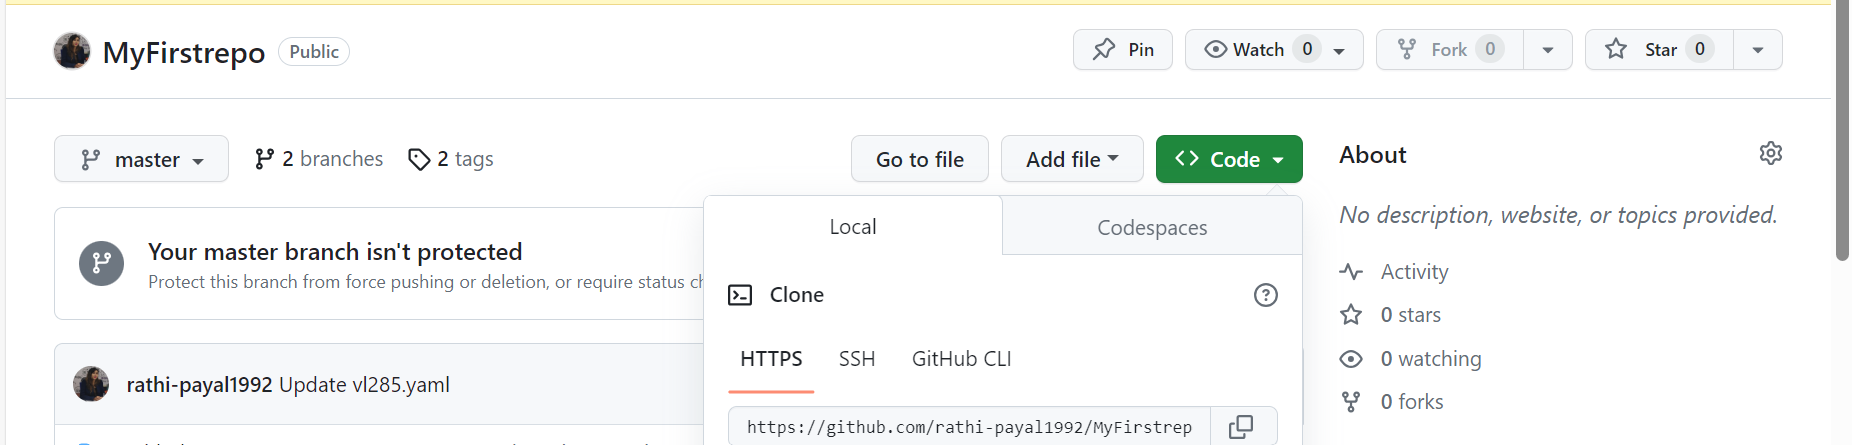 MyFirstrepo Public Pin Watch 0 Fork 0 Star 0
master 2 branches 2 tags Go to file Add file Code
About
No description, website, or topics provided.
Local Codespaces
Your master branch isn't protected
Protect this branch from force pushing or deletion, or require status
Clone
Activity
0 stars
HTTPS SSH GitHub CLI
0 watching
rathi-payal1992 Update vl285.yaml
0 forks
https://github.com/rathi-payal1992/MyFirstrep